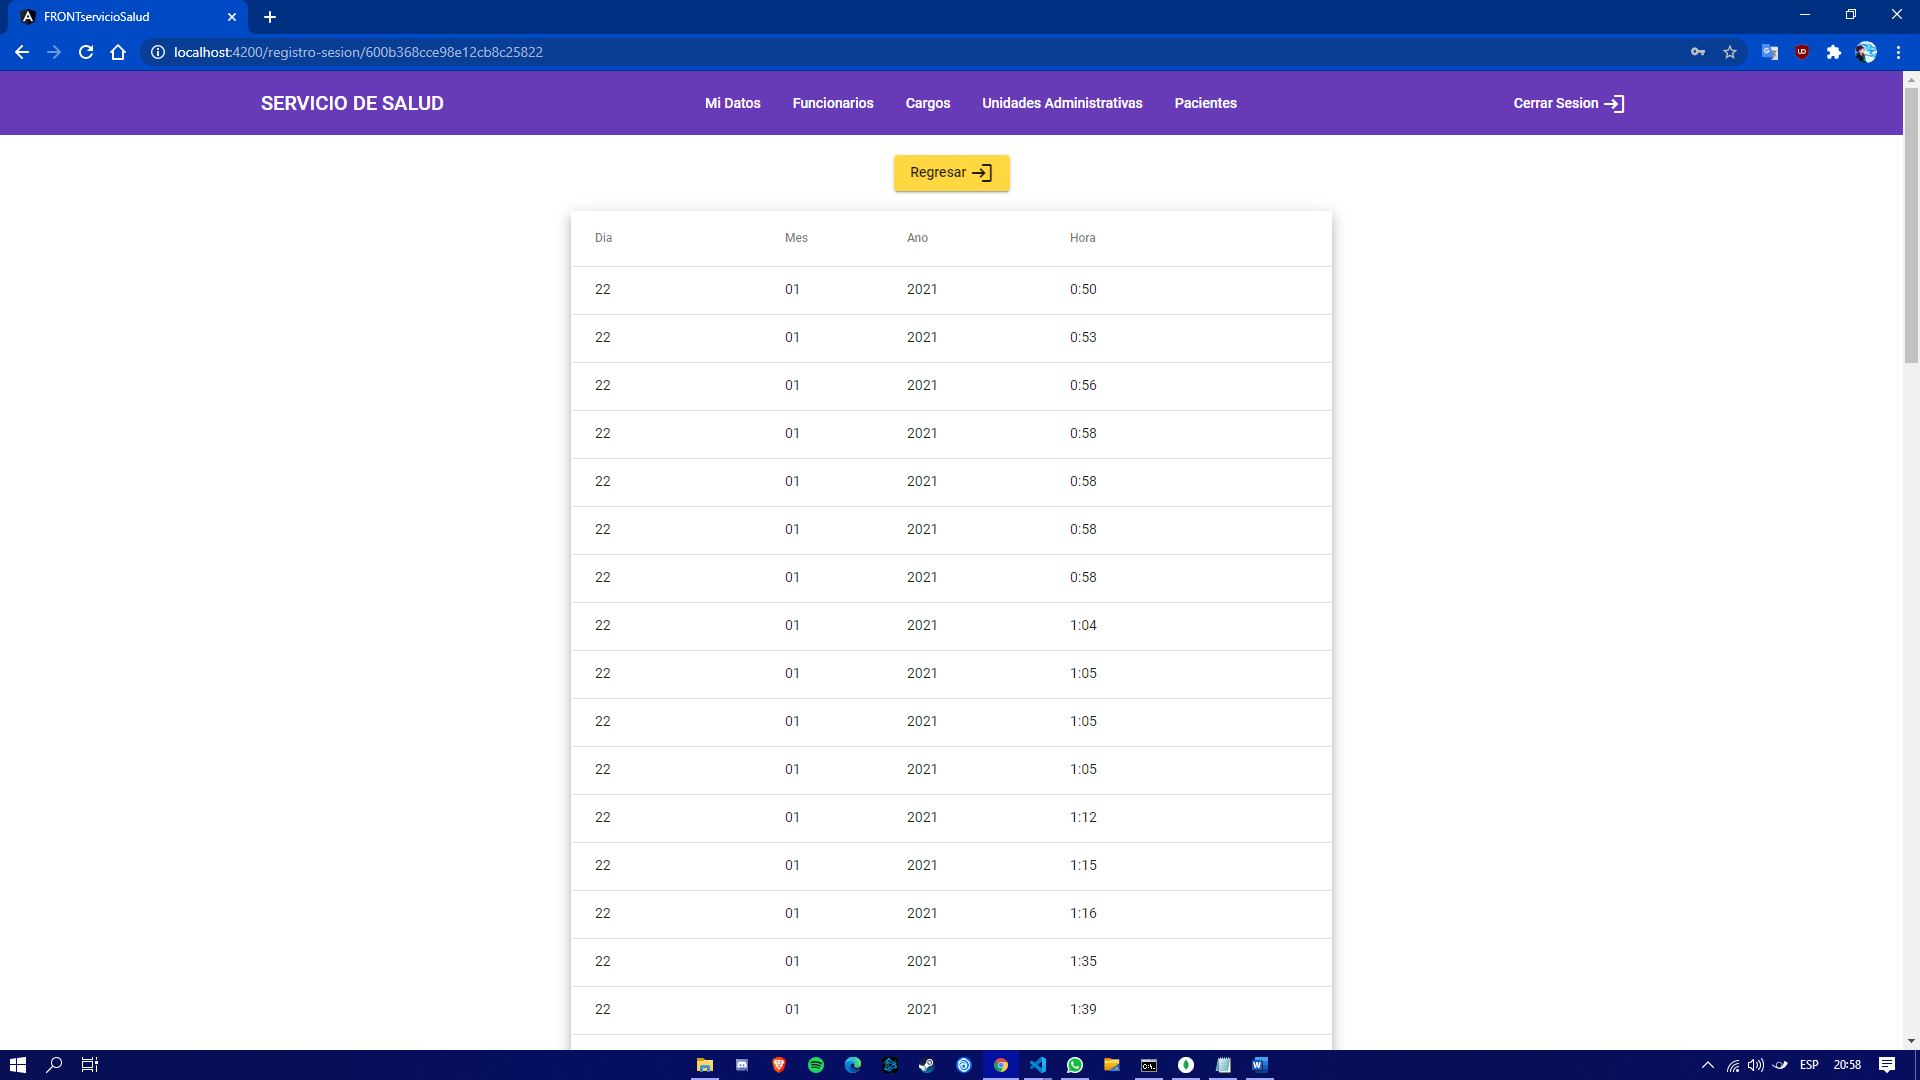 FRONTservicioSalud
localhost:4200/registro-sesion/600b368cce98e12cb8c25822
SERVICIO DE SALUD Mi Datos Funcionarios Cargos Unidades Administrativas Pacientes Cerrar Sesion
Regresar
Dia Mes Ano Hora
22 01 2021 0:50
22 01 2021 0:53
22 01 2021 0:56
22 01 2021 0:58
22 01 2021 0:58
22 01 2021 0:58
22 01 2021 0:58
22 01 2021 1:04
22 01 2021 1:05
22 01 2021 1:05
22 01 2021 1:05
22 01 2021 1:12
22 01 2021 1:15
22 01 2021 1:16
22 01 2021 1:35
22 01 2021 1:39
ESP 20:58